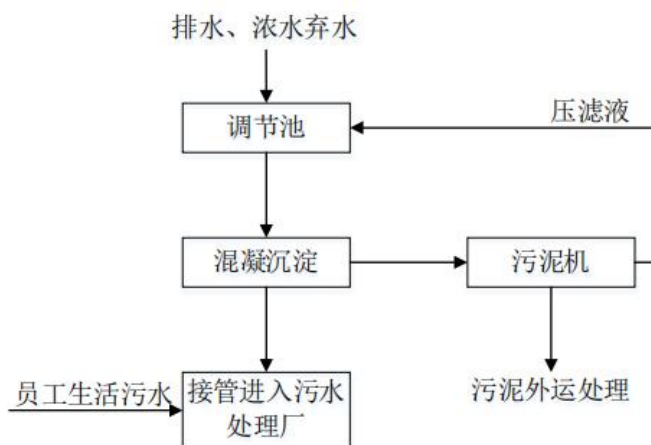 排水、浓水弃水
调节池
压滤液
混凝沉淀
污泥机
员工生活污水
接管进入污水
处理厂
污泥外运处理